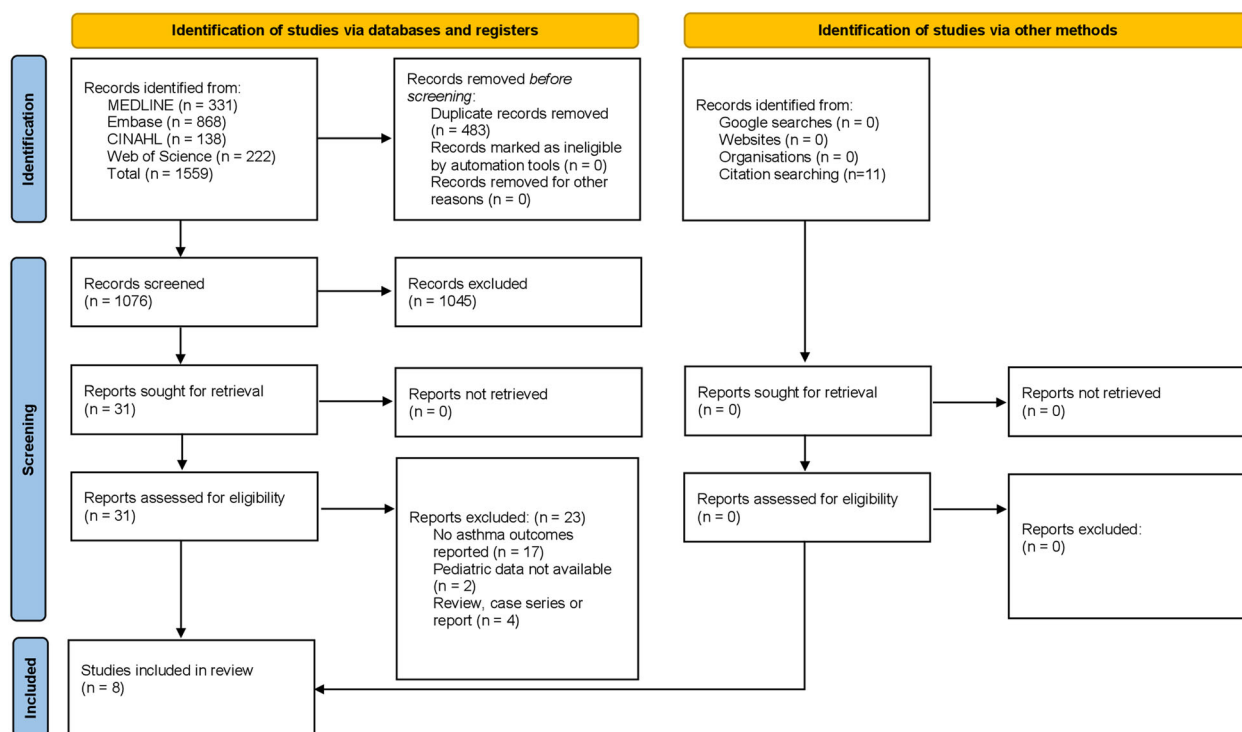 Identification of studies via databases and registers
Identification of studies via other methods
Identification
Records identified from:
MEDLINE (n = 331)
Embase (n = 868)
CINAHL (n = 138)
Web of Science (n = 222)
Total (n = 1559)
Records removed before
screening:
Duplicate records removed
(n = 483)
Records marked as ineligible
by automation tools (n = 0)
Records removed for other
reasons (n = 0)
Records identified from:
Google searches (n = 0)
Websites (n = 0)
Organisations (n = 0)
Citation searching (n=11)
Screening
Records screened
(n = 1076)
Records excluded
(n = 1045)
Reports sought for retrieval
(n = 31)
Reports not retrieved
(n = 0)
Reports sought for retrieval
(n = 0)
Reports not retrieved
(n = 0)
Reports assessed for eligibility
(n = 31)
Reports excluded: (n = 23)
No asthma outcomes
reported (n = 17)
Pediatric data not available
(n = 2)
Review, case series or
report (n = 4)
Reports assessed for eligibility
(n = 0)
Reports excluded:
(n = 0)
Included
Studies included in review
(n = 8)